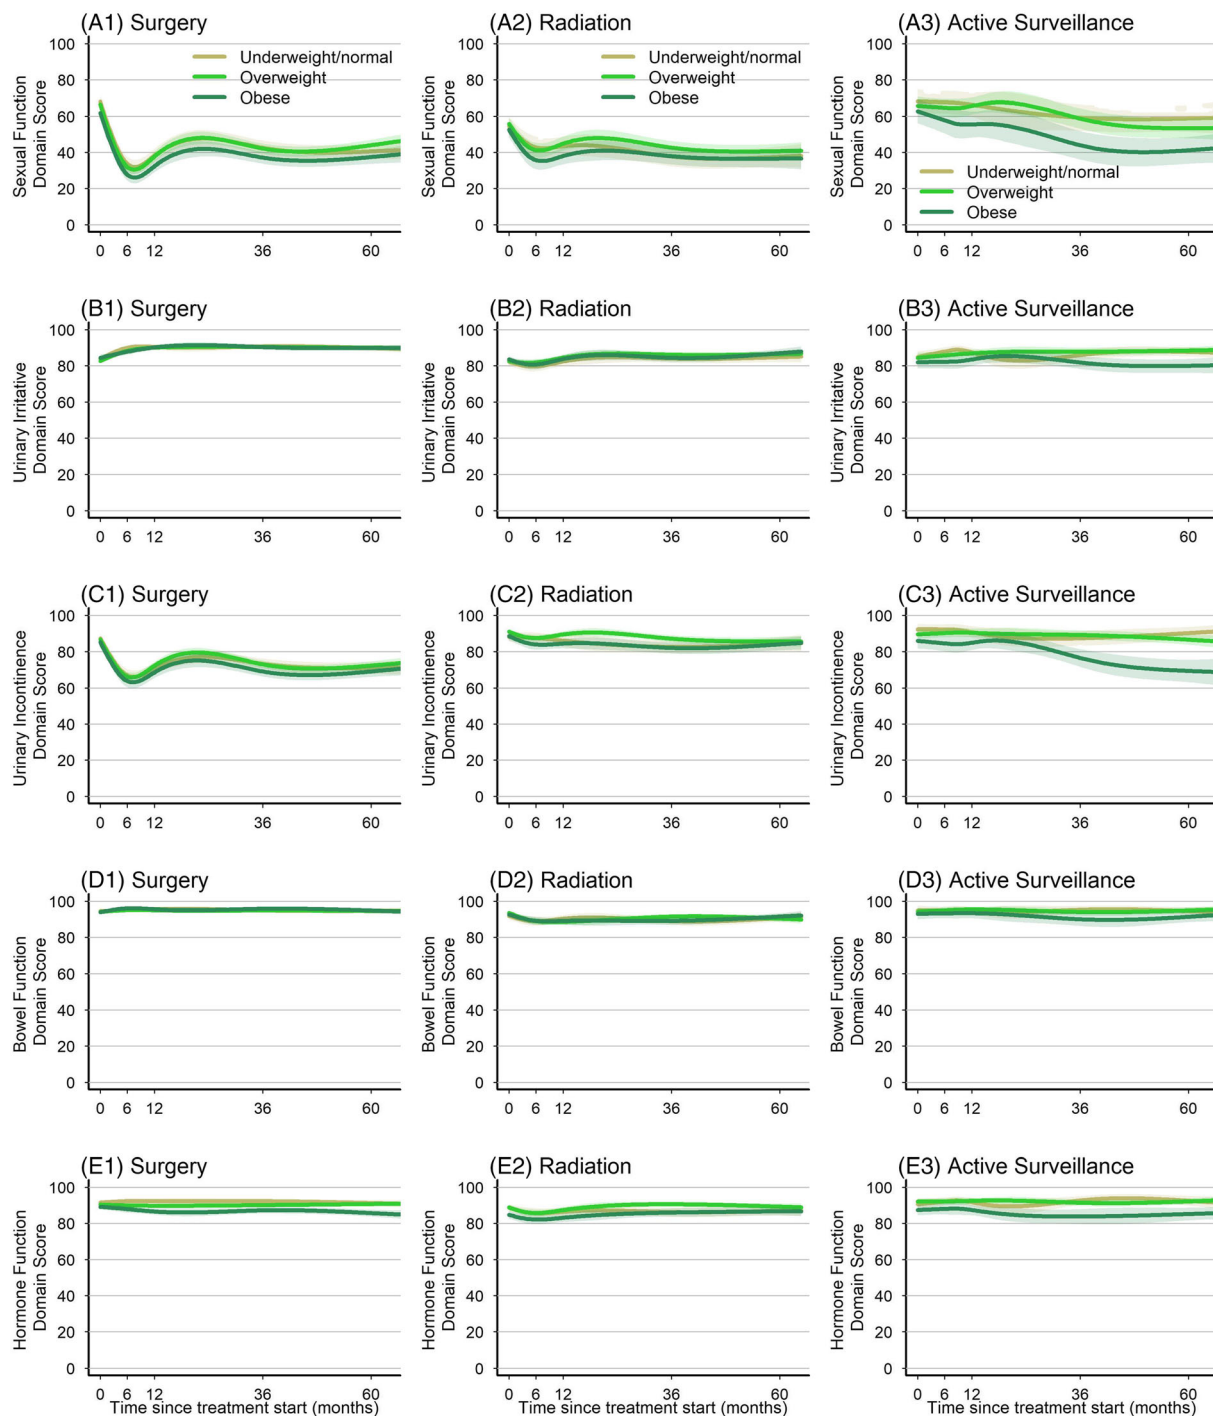 (A1) Surgery
Sexual Function
Domain Score
100
80
60
40
20
0
Underweight/normal
Overweight
Obese
0 6 12 36 60
(A2) Radiation
Sexual Function
Domain Score
100
80
60
40
20
0
Underweight/normal
Overweight
Obese
0 6 12 36 60
(A3) Active Surveillance
Sexual Function
Domain Score
100
80
60
40
20
0
Underweight/normal
Overweight
Obese
0 6 12 36 60
(B1) Surgery
Urinary Irritative
Domain Score
100
80
60
40
20
0
0 6 12 36 60
(B2) Radiation
Urinary Irritative
Domain Score
100
80
60
40
20
0
0 6 12 36 60
(B3) Active Surveillance
Urinary Irritative
Domain Score
100
80
60
40
20
0
0 6 12 36 60
(C1) Surgery
Urinary Incontinence
Domain Score
100
80
60
40
20
0
0 6 12 36 60
(C2) Radiation
Urinary Incontinence
Domain Score
100
80
60
40
20
0
0 6 12 36 60
(C3) Active Surveillance
Urinary Incontinence
Domain Score
100
80
60
40
20
0
0 6 12 36 60
(D1) Surgery
Bowel Function
Domain Score
100
80
60
40
20
0
0 6 12 36 60
(D2) Radiation
Bowel Function
Domain Score
100
80
60
40
20
0
0 6 12 36 60
(D3) Active Surveillance
Bowel Function
Domain Score
100
80
60
40
20
0
0 6 12 36 60
(E1) Surgery
Hormone Function
Domain Score
100
80
60
40
20
0
0 6 12 36 60
Time since treatment start (months)
(E2) Radiation
Hormone Function
Domain Score
100
80
60
40
20
0
0 6 12 36 60
Time since treatment start (months)
(E3) Active Surveillance
Hormone Function
Domain Score
100
80
60
40
20
0
0 6 12 36 60
Time since treatment start (months)